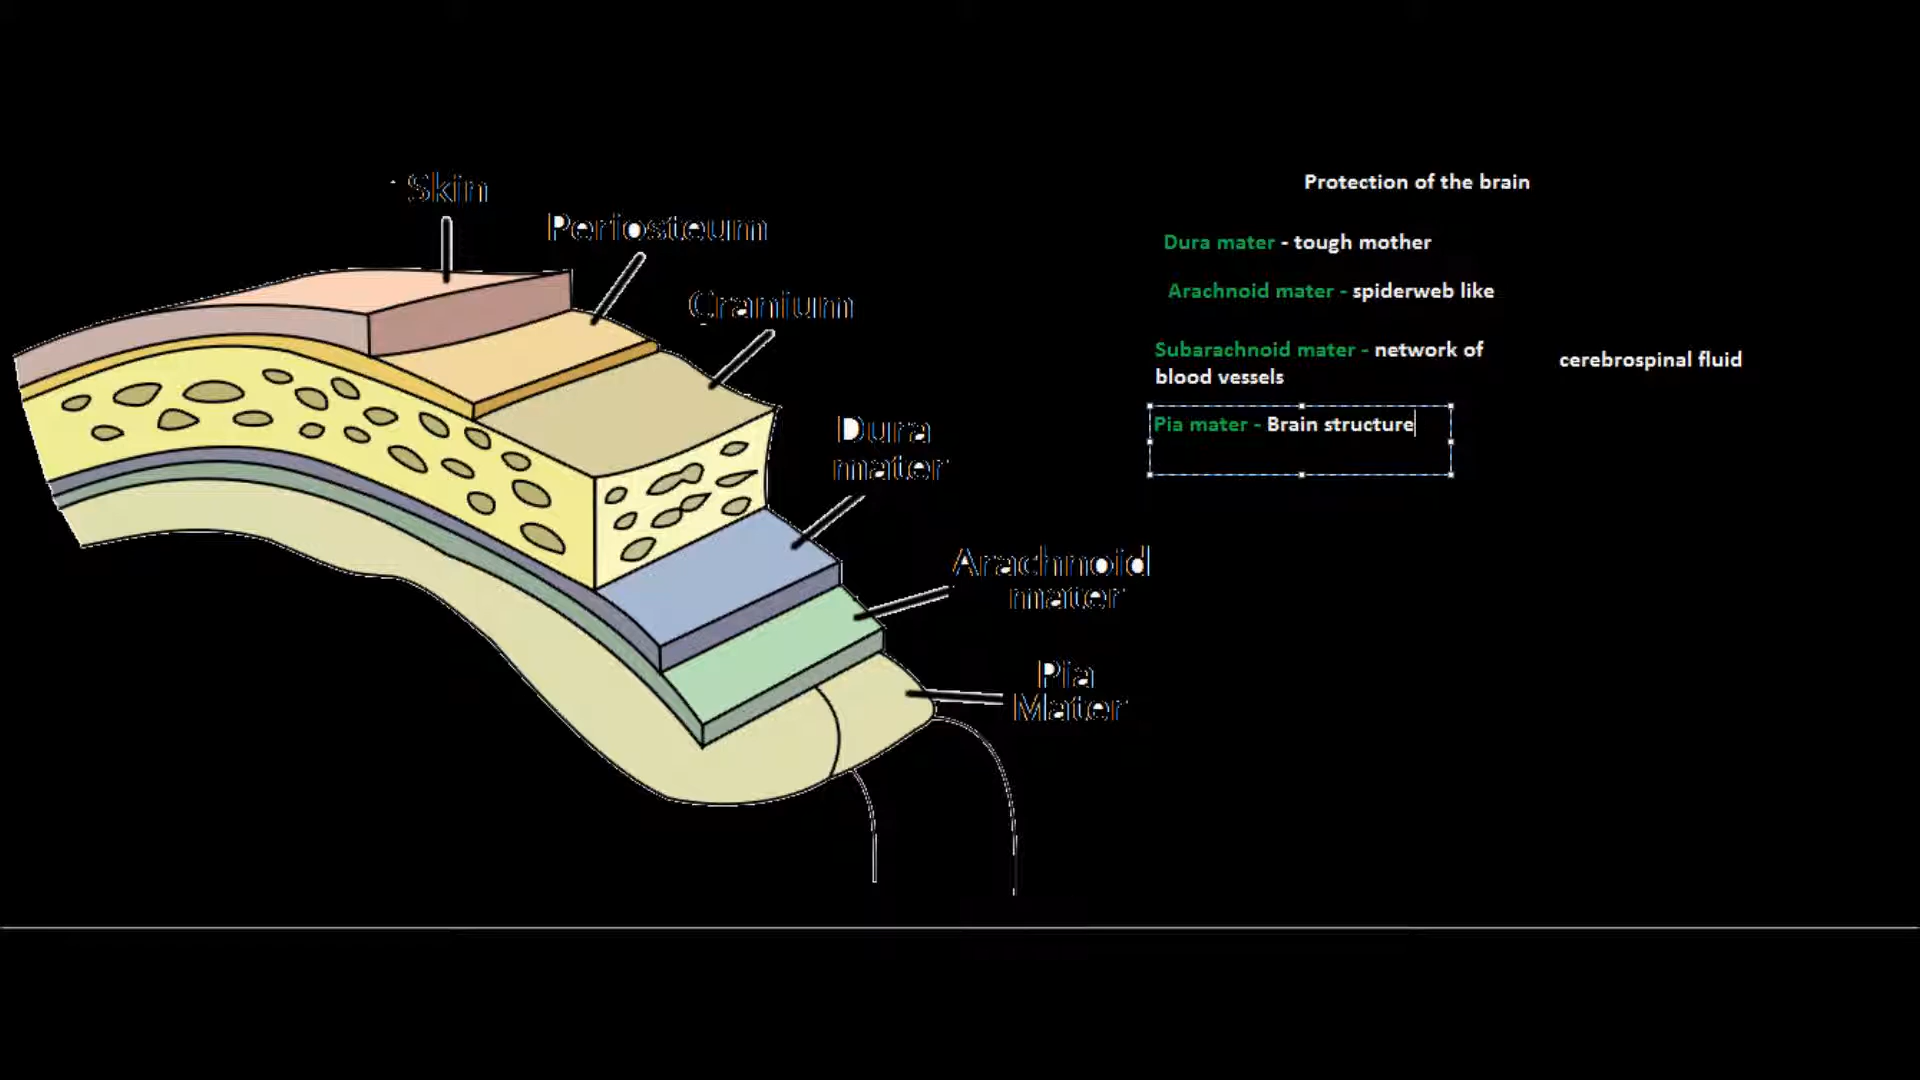 Skin
Periosteum
Cranium
Dura
mater
Arachnoid
mater
Pia
Mater
Protection of the brain
Dura mater - tough mother
Arachnoid mater - spiderweb like
Subarachnoid mater - network of
blood vessels
cerebrospinal fluid
Pia mater - Brain structure